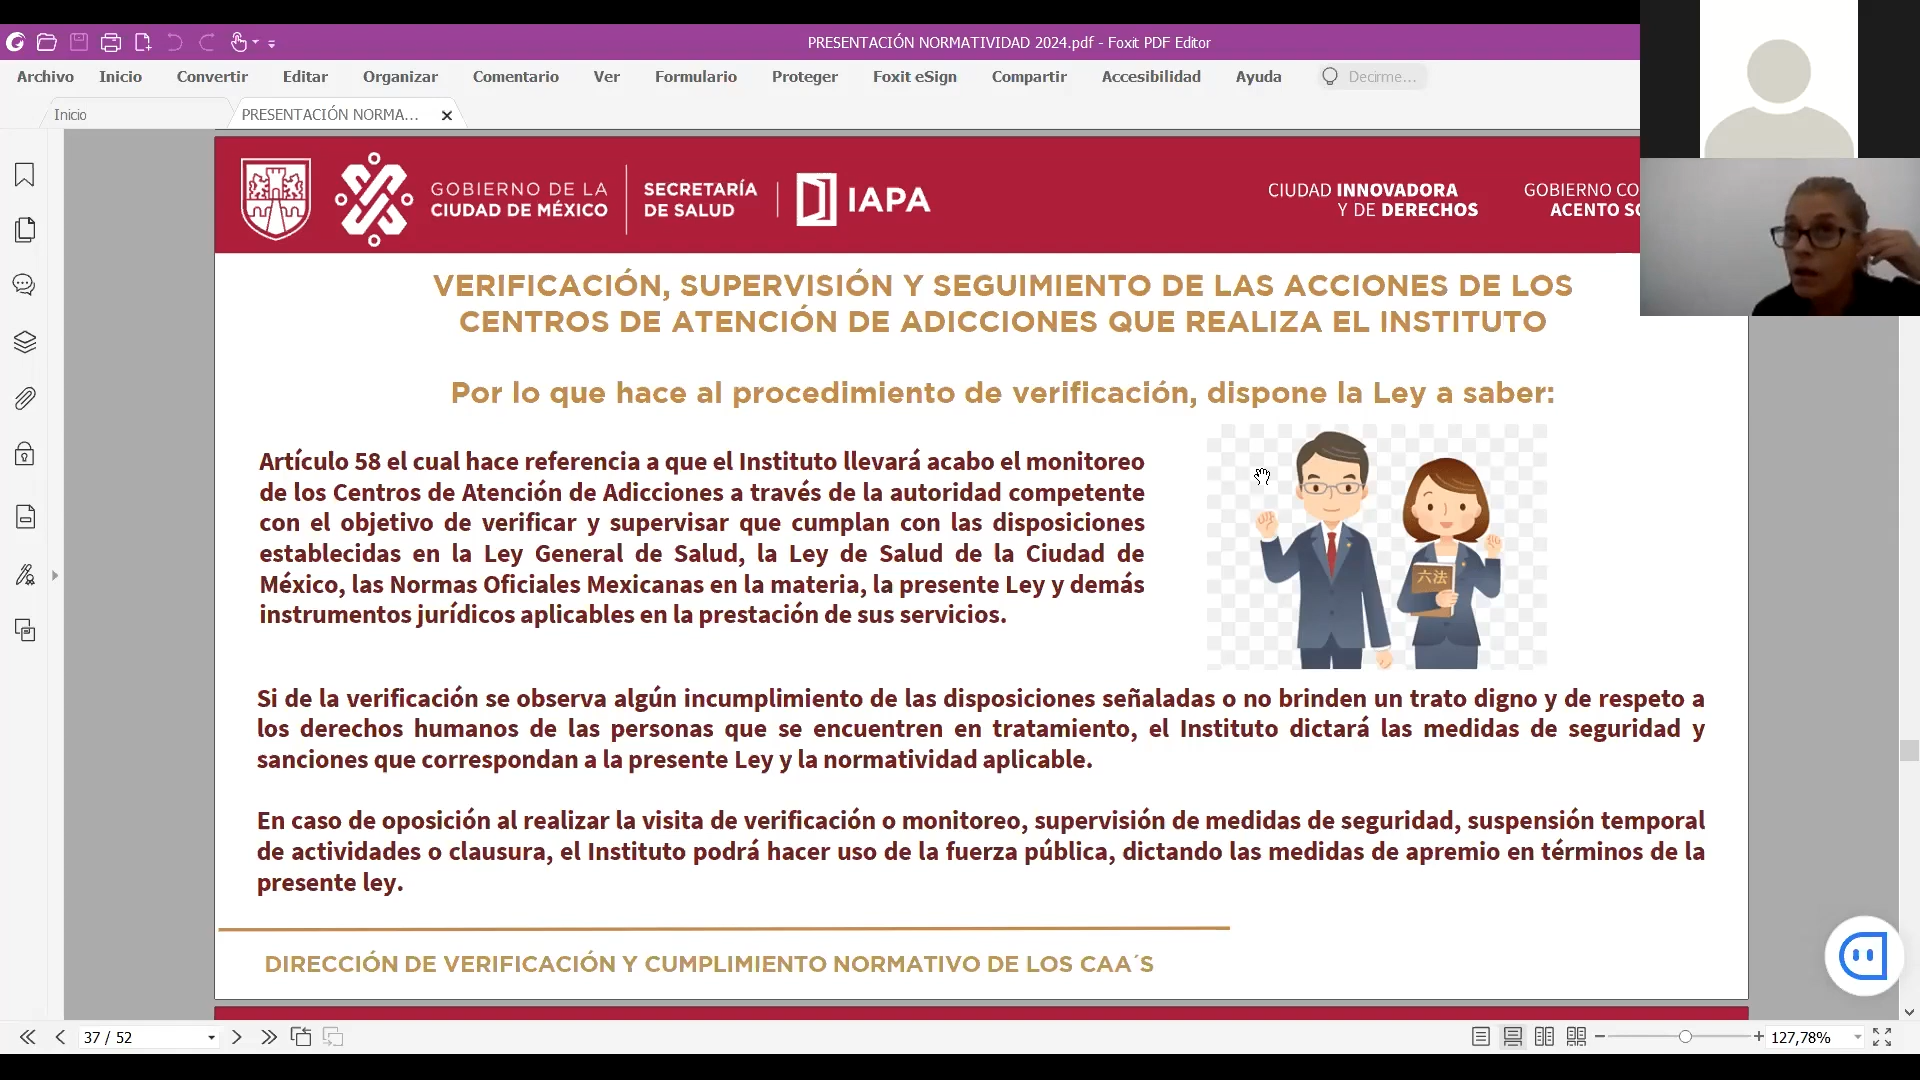 PRESENTACIÓN NORMATIVIDAD 2024.pdf - Foxit PDF Editor
Archivo Inicio Convertir Editar Organizar Comentario Ver Formulario Proteger Foxit eSign Compartir Accesibilidad Ayuda Decirme...
Inicio
PRESENTACIÓN NORMA...
GOBIERNO DE LA
CIUDAD DE MÉXICO
SECRETARÍA
DE SALUD
IAPA
CIUDAD INNOVADORA
Y DE DERECHOS
GOBIERNO CO
ACENTO SO
VERIFICACIÓN, SUPERVISIÓN Y SEGUIMIENTO DE LAS ACCIONES DE LOS
CENTROS DE ATENCIÓN DE ADICCIONES QUE REALIZA EL INSTITUTO
Por lo que hace al procedimiento de verificación, dispone la Ley a saber:
Artículo 58 el cual hace referencia a que el Instituto llevará acabo el monitoreo
de los Centros de Atención de Adicciones a través de la autoridad competente
con el objetivo de verificar y supervisar que cumplan con las disposiciones
establecidas en la Ley General de Salud, la Ley de Salud de la Ciudad de
México, las Normas Oficiales Mexicanas en la materia, la presente Ley y demás
instrumentos jurídicos aplicables en la prestación de sus servicios.
六法
Si de la verificación se observa algún incumplimiento de las disposiciones señaladas o no brinden un trato digno y de respeto a
los derechos humanos de las personas que se encuentren en tratamiento, el Instituto dictará las medidas de seguridad y
sanciones que correspondan a la presente Ley y la normatividad aplicable.
En caso de oposición al realizar la visita de verificación o monitoreo, supervisión de medidas de seguridad, suspensión temporal
de actividades o clausura, el Instituto podrá hacer uso de la fuerza pública, dictando las medidas de apremio en términos de la
presente ley.
DIRECCIÓN DE VERIFICACIÓN Y CUMPLIMIENTO NORMATIVO DE LOS CAA´S
37 / 52
127,78%